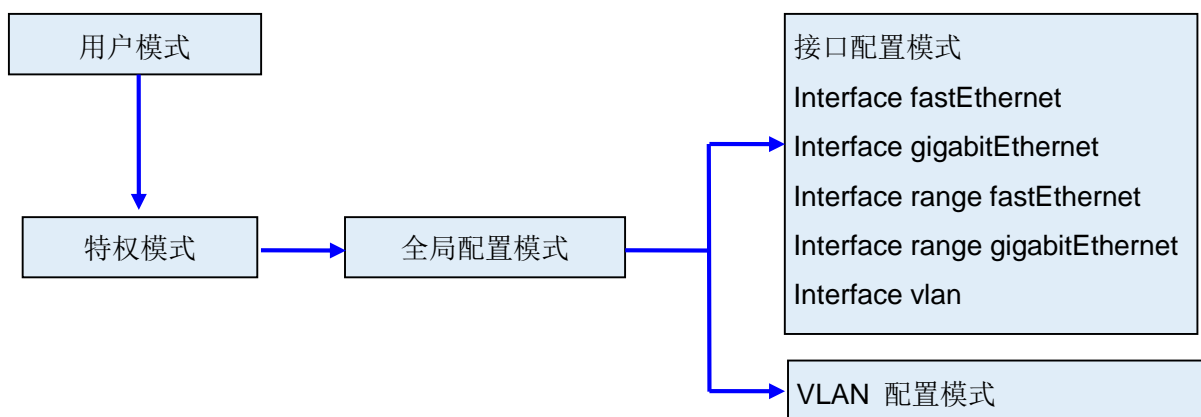 用户模式
特权模式
全局配置模式
接口配置模式
Interface fastEthernet
Interface gigabitEthernet
Interface range fastEthernet
Interface range gigabitEthernet
Interface vlan
VLAN 配置模式